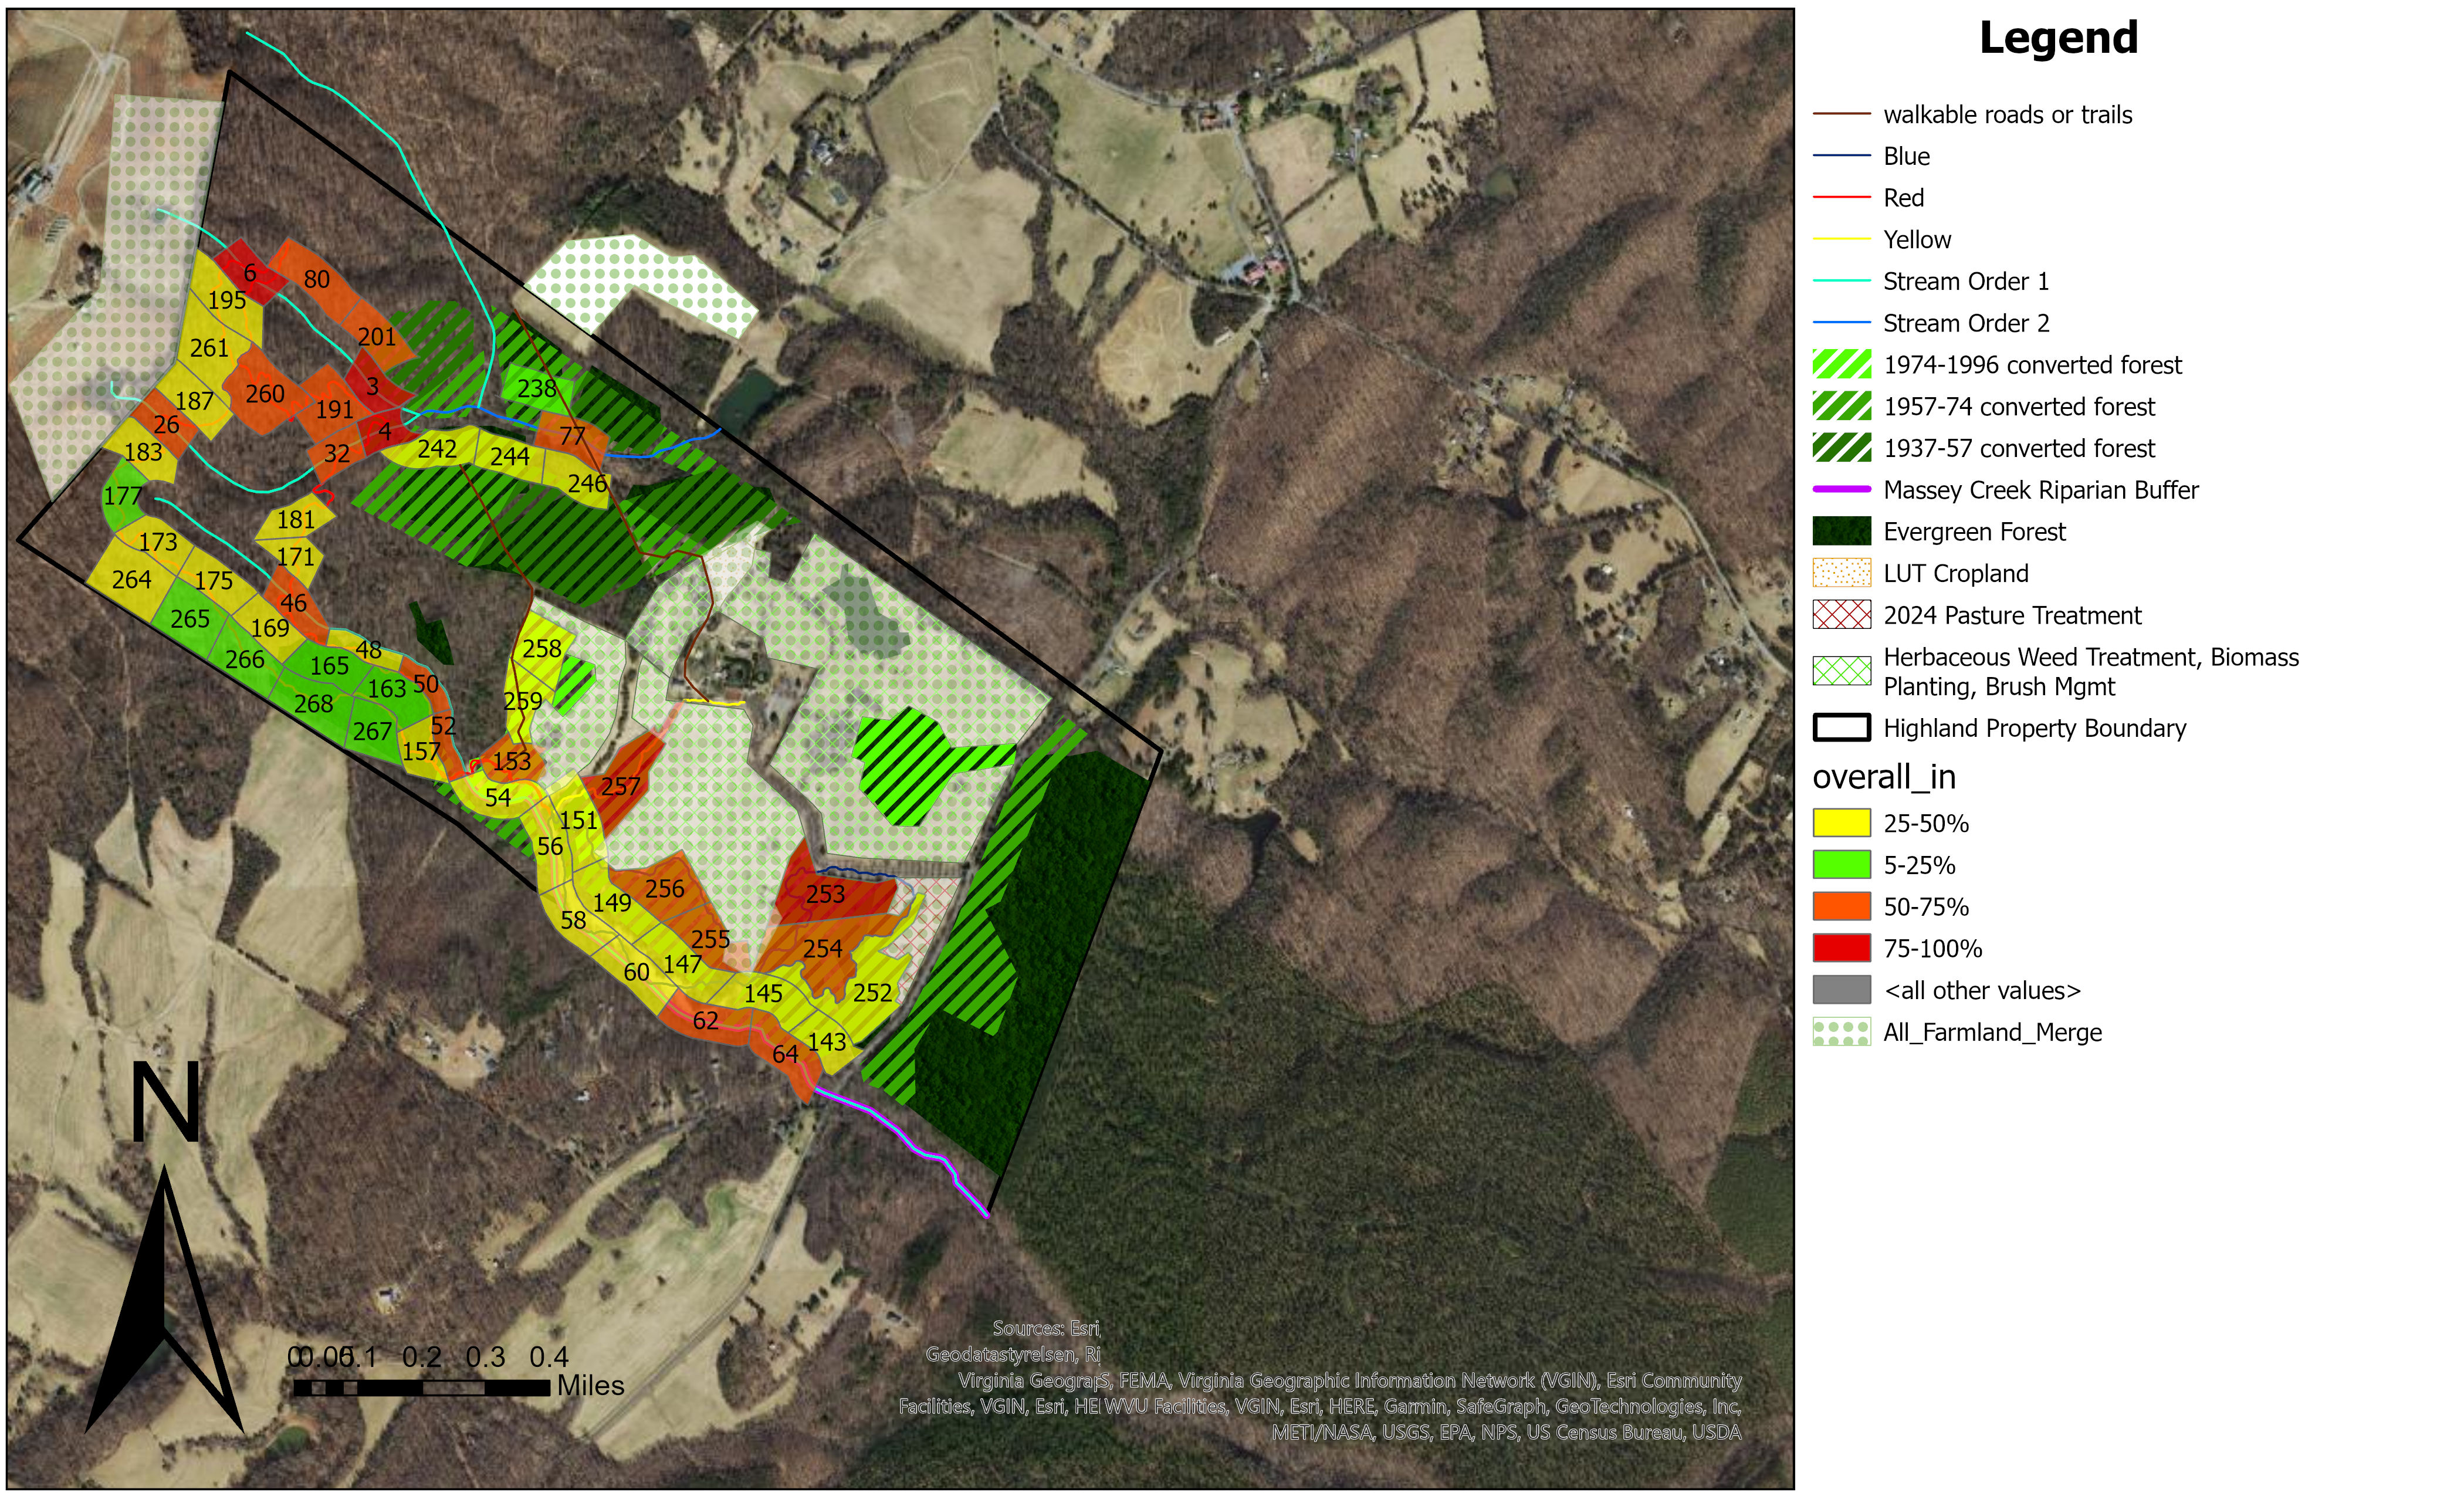 6
80
195
201
261
3
238
260
187
191
26
4
77
242
183
32
244
246
177
181
173
171
264
175
46
265
169
258
48
266
165
50
163
259
268
52
267
157
153
257
54
151
56
256
253
149
58
255
254
147
60
145
252
62
143
64
N
0 0.05 0.1 0.2 0.3 0.4
Miles
Sources: Esri,
Geodatastyrelsen, Ri
Virginia Geograp S, FEMA, Virginia Geographic Information Network (VGIN), Esri Community
Facilities, VGIN, Esri, HE WVU Facilities, VGIN, Esri, HERE, Garmin, SafeGraph, GeoTechnologies, Inc,
METI/NASA, USGS, EPA, NPS, US Census Bureau, USDA
Legend
walkable roads or trails
Blue
Red
Yellow
Stream Order 1
Stream Order 2
1974-1996 converted forest
1957-74 converted forest
1937-57 converted forest
Massey Creek Riparian Buffer
Evergreen Forest
LUT Cropland
2024 Pasture Treatment
Herbaceous Weed Treatment, Biomass
Planting, Brush Mgmt
Highland Property Boundary
overall_in
25-50%
5-25%
50-75%
75-100%
<all other values>
All_Farmland_Merge